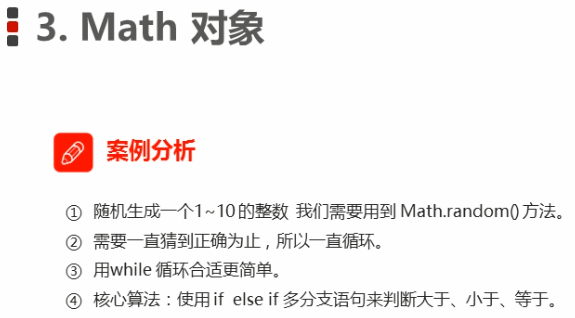 3. Math 对象
案例分析
① 随机生成一个1~10 的整数 我们需要用到 Math.random() 方法。
② 需要一直猜到正确为止，所以一直循环。
③ 用while 循环合适更简单。
④ 核心算法：使用 if else if 多分支语句来判断大于、小于、等于。